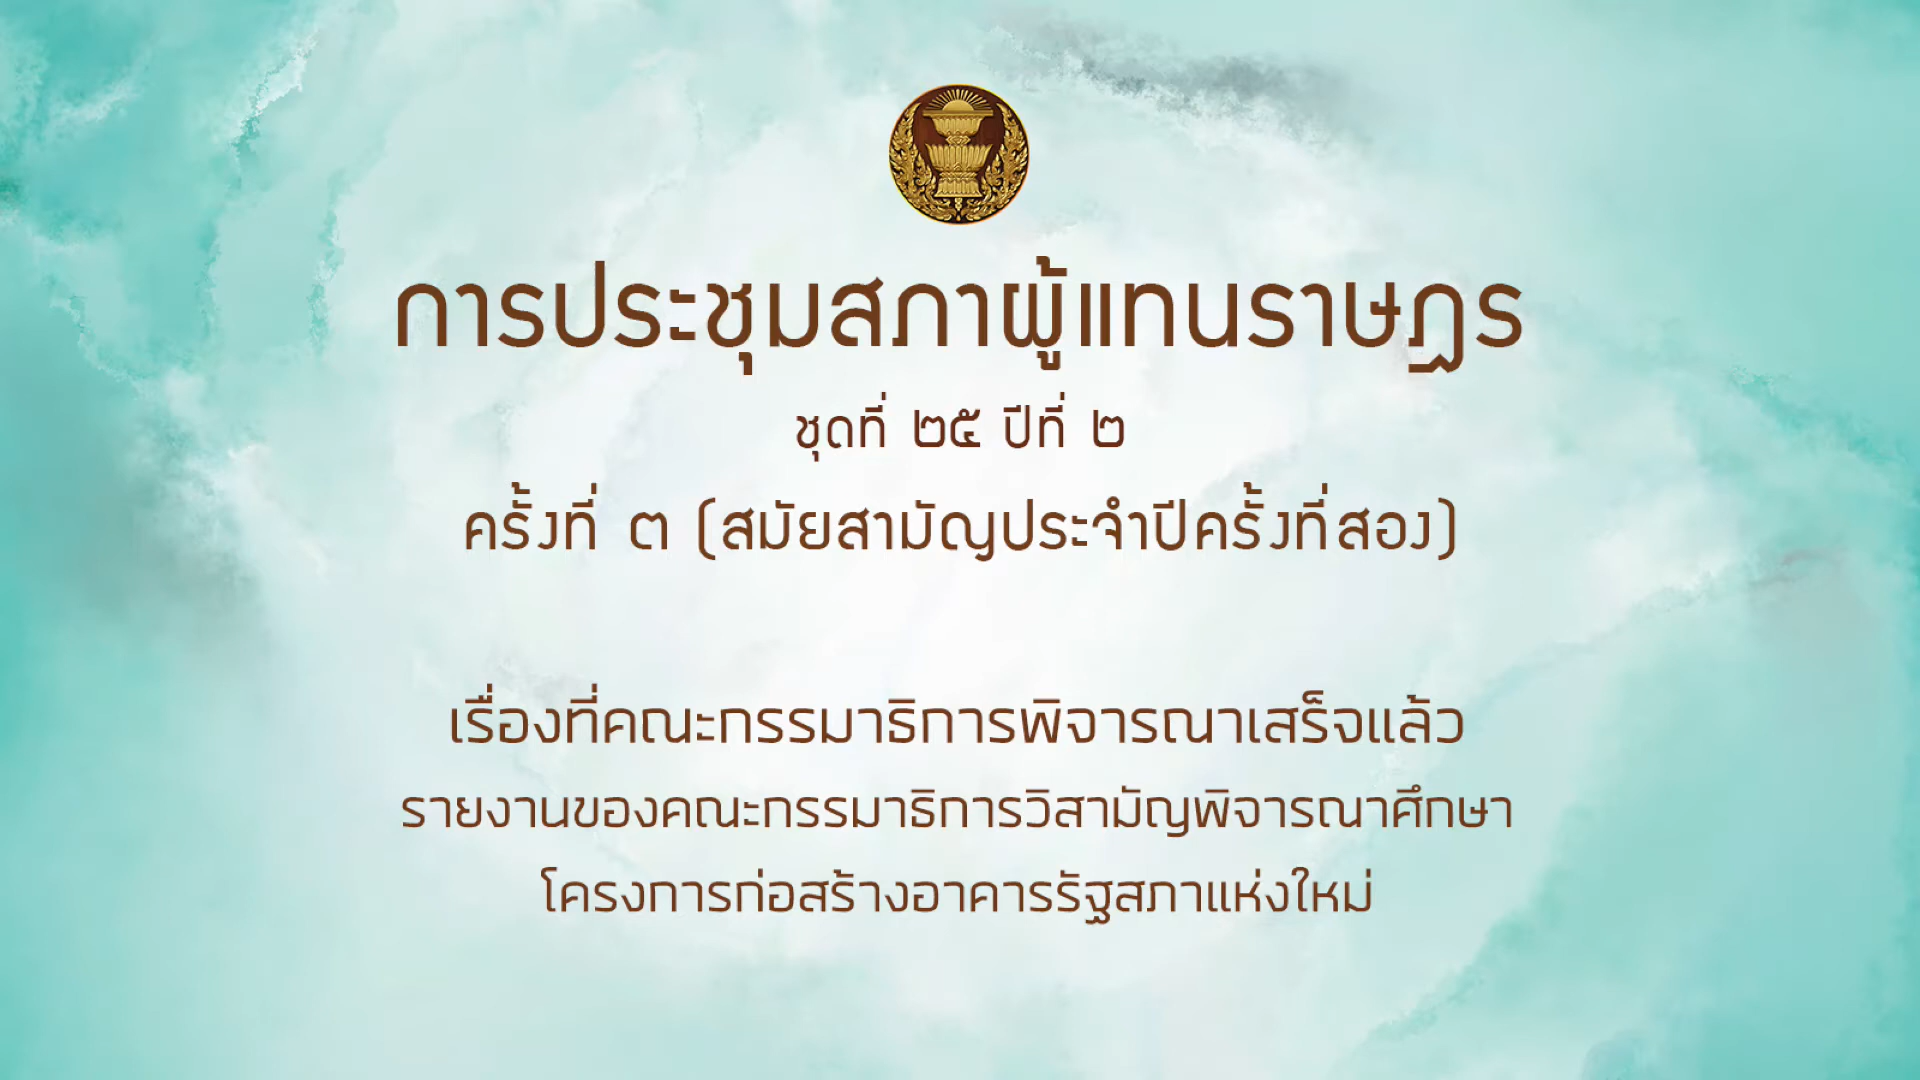 การประชุมสภาผู้แทนราษฎร
ชุดที่ ๒๕ ปีที่ ๒
ครั้งที่ ๓ (สมัยสามัญประจำปีครั้งที่สอง)
เรื่องที่คณะกรรมาธิการพิจารณาเสร็จแล้ว
รายงานของคณะกรรมาธิการวิสามัญพิจารณาศึกษา
โครงการก่อสร้างอาคารรัฐสภาแห่งใหม่